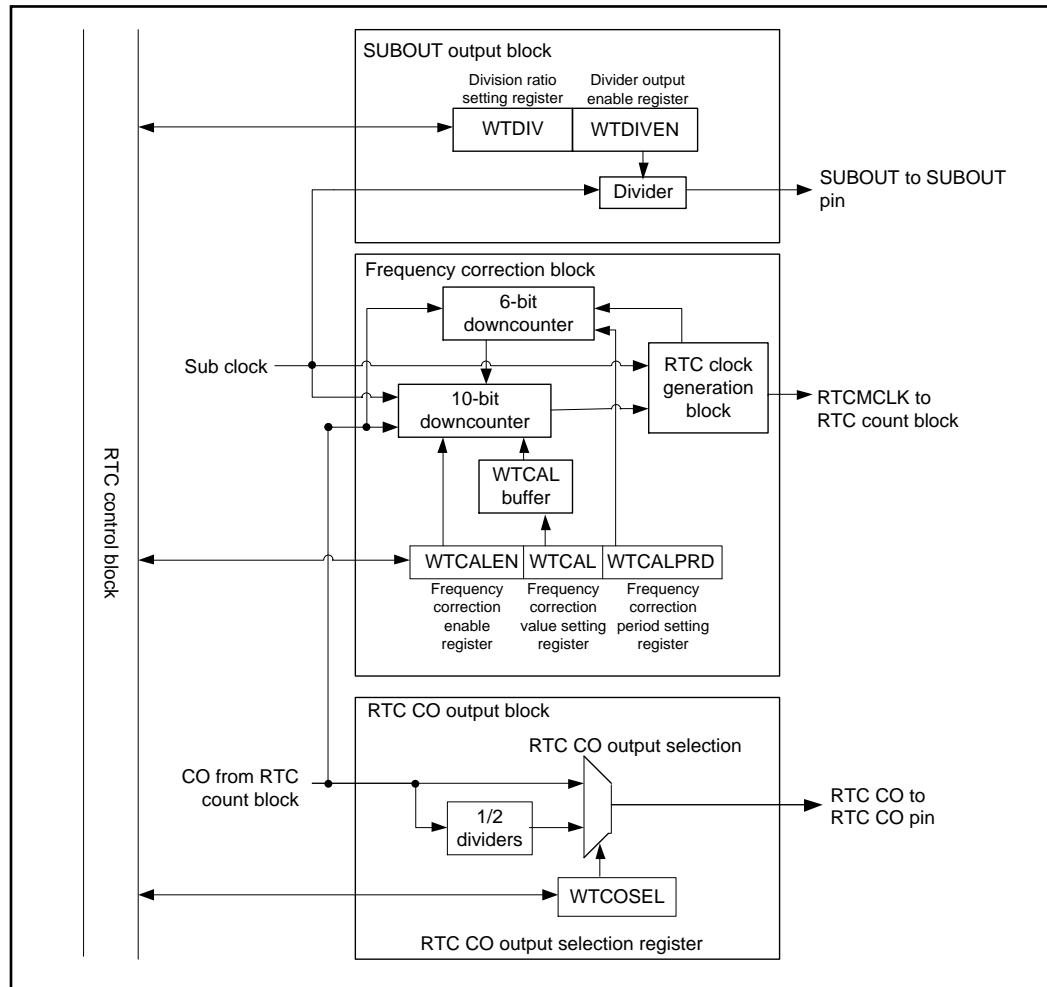 SUBOUT output block
Division ratio
setting register
Divider output
enable register
WTDIV
WTDIVEN
Divider
SUBOUT to SUBOUT
pin
Frequency correction block
6-bit
downcounter
Sub clock
10-bit
downcounter
RTC clock
generation
block
RTCMCLK to
RTC count block
WTCAL
buffer
RTC control block
WTCALEN
WTCAL
WTCALPRD
Frequency
correction
enable
register
Frequency
correction
value setting
register
Frequency
correction
period setting
register
RTC CO output block
RTC CO output selection
CO from RTC
count block
1/2
dividers
RTC CO to
RTC CO pin
WTCOSEL
RTC CO output selection register